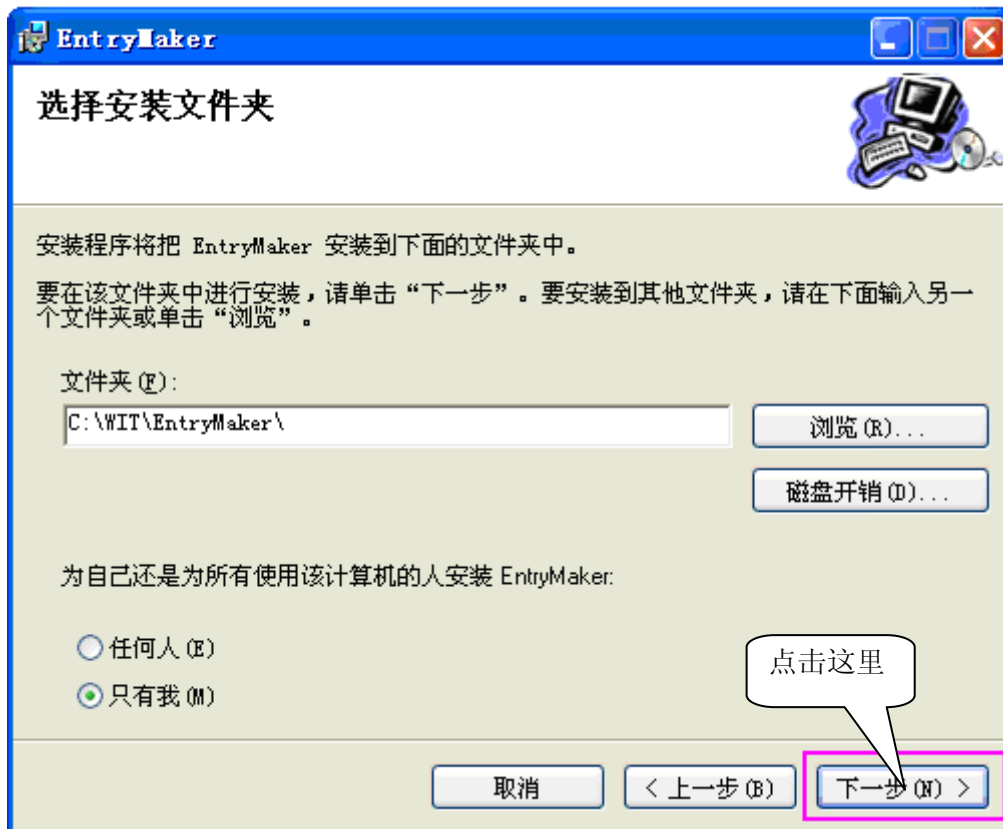 EntryMaker
选择安装文件夹
安装程序将把 EntryMaker 安装到下面的文件夹中。
要在该文件夹中进行安装，请单击“下一步”。要安装到其他文件夹，请在下面输入另一
个文件夹或单击“浏览”。
文件夹(F):
C:\WIT\EntryMaker\
浏览(R)...
磁盘开销(D)...
为自己还是为所有使用该计算机的人安装 EntryMaker:
任何人(E)
只有我(M)
点击这里
取消
< 上一步(B)
下一步(N) >